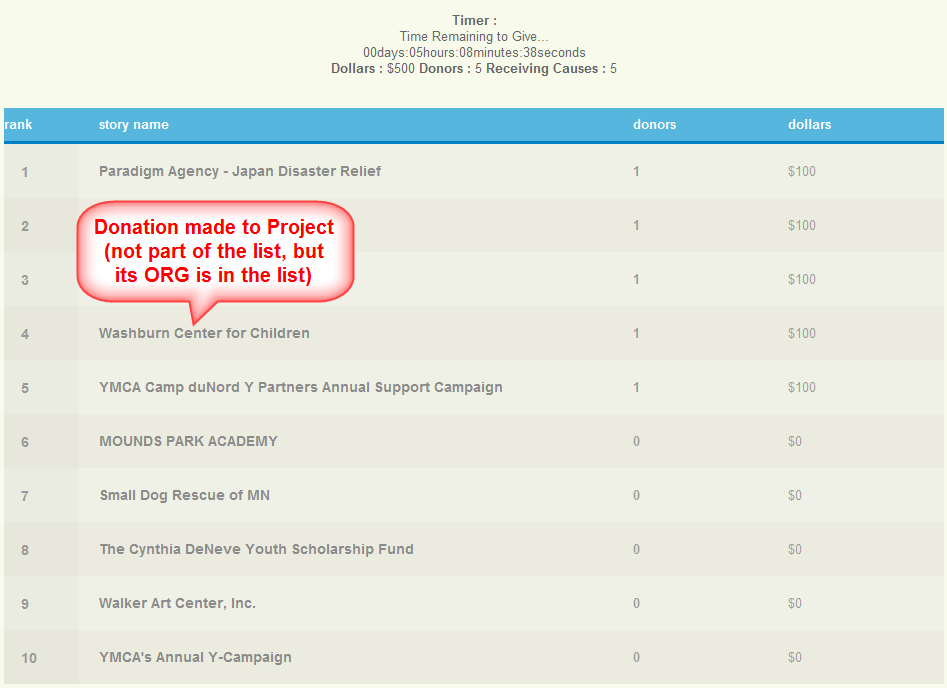 Timer :
Time Remaining to Give...
00days:05hours:08minutes:38seconds
Dollars : $500 Donors : 5 Receiving Causes : 5
rank story name donors dollars
1 Paradigm Agency - Japan Disaster Relief 1 $100
2 1 $100
3 1 $100
Donation made to Project
(not part of the list, but
its ORG is in the list)
4 Washburn Center for Children 1 $100
5 YMCA Camp duNord Y Partners Annual Support Campaign 1 $100
6 MOUNDS PARK ACADEMY 0 $0
7 Small Dog Rescue of MN 0 $0
8 The Cynthia DeNeve Youth Scholarship Fund 0 $0
9 Walker Art Center, Inc. 0 $0
10 YMCA's Annual Y-Campaign 0 $0